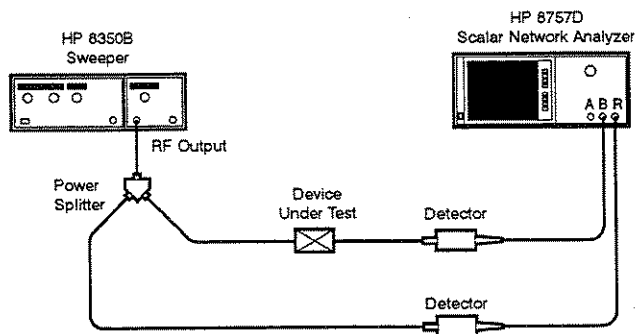 HP 8350B
Sweeper
HP 8757D
Scalar Network Analyzer
A B R
RF Output
Power
Splitter
Device
Under Test
Detector
Detector